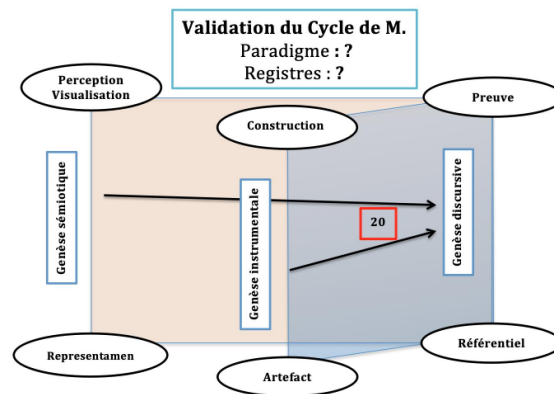 Validation du Cycle de M.
Paradigme : ?
Registres : ?
Perception
Visualisation
Preuve
Construction
Genèse sémiotique
Genèse instrumentale
20
Genèse discursive
Representamen
Référentiel
Artefact